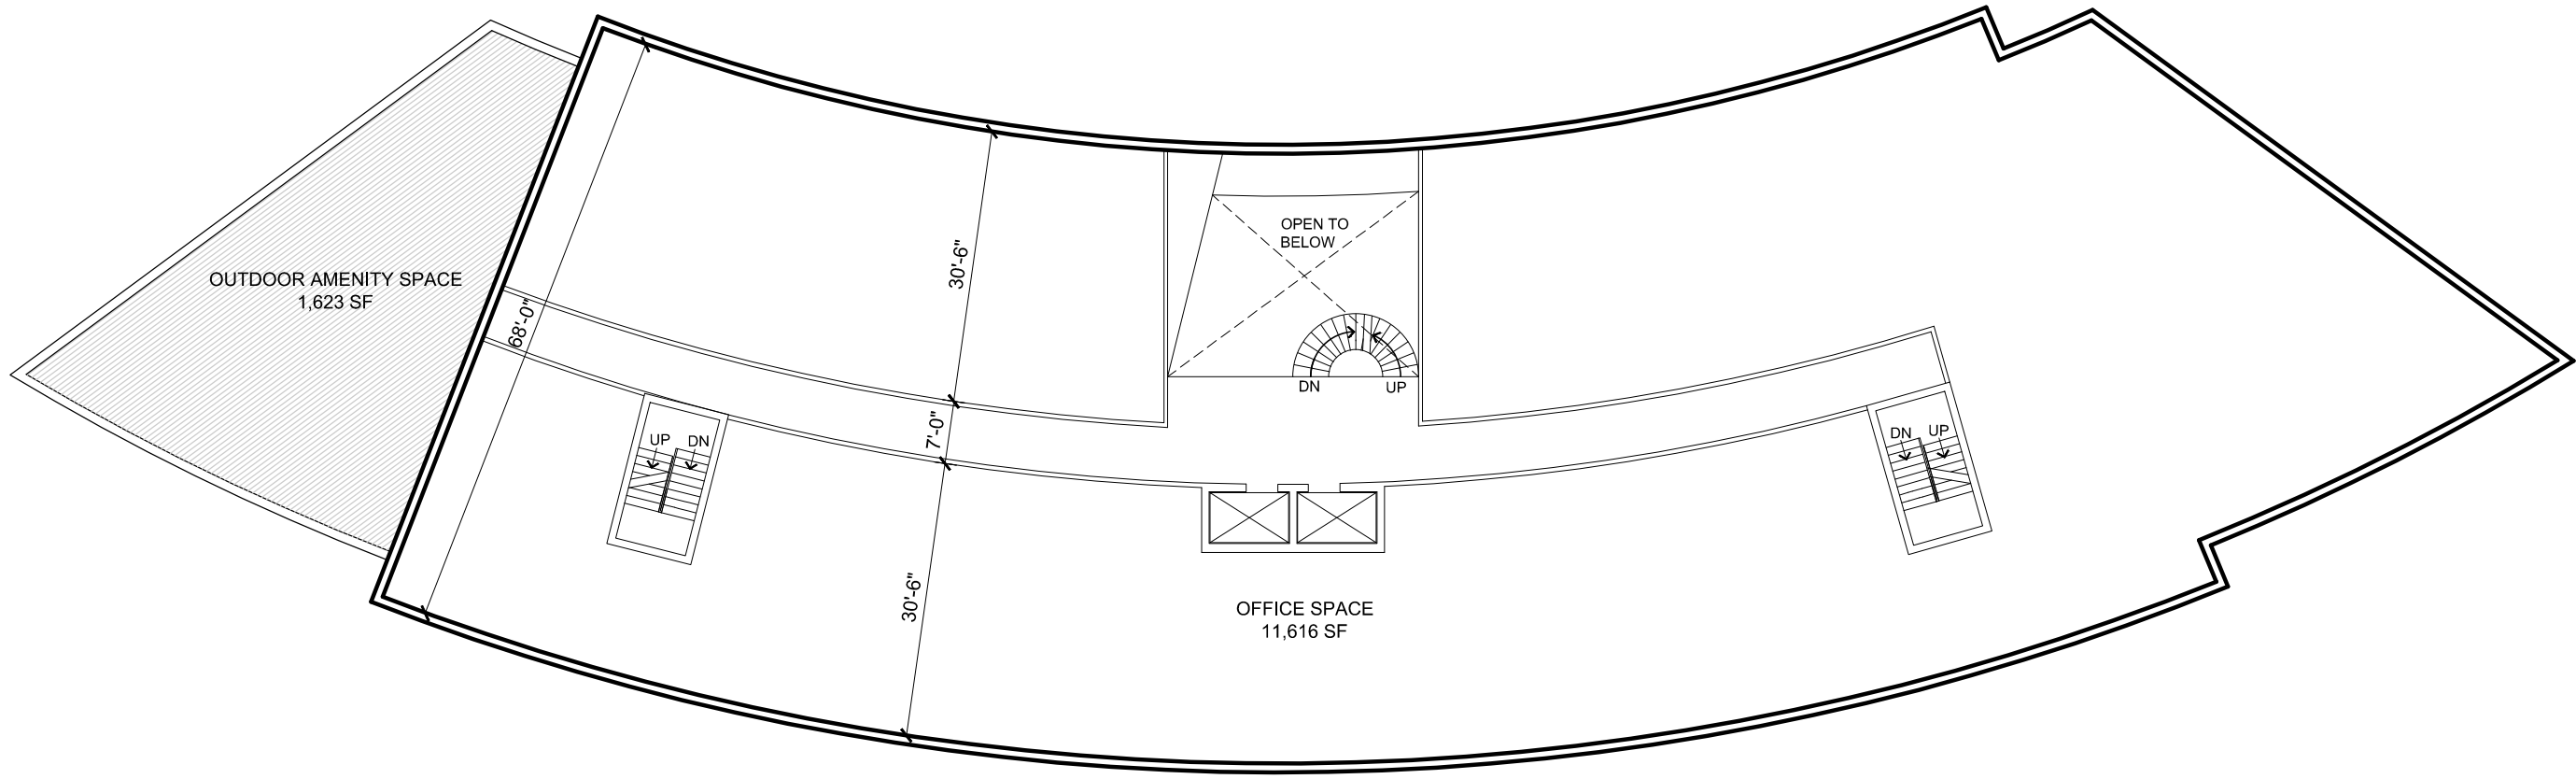 OPEN TO
BELOW
30'-6"
OUTDOOR AMENITY SPACE
1,623 SF
68'-0"
DN
UP
7'-0"
UP
DN
DN
UP
30'-6"
OFFICE SPACE
11,616 SF